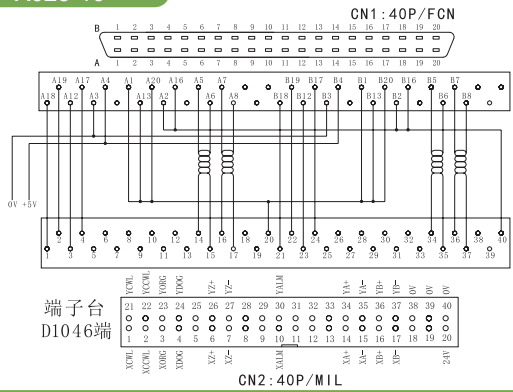 CN1:40P/FCN
B 1 2 3 4 5 6 7 8 9 10 11 12 13 14 15 16 17 18 19 20
A 1 2 3 4 5 6 7 8 9 10 11 12 13 14 15 16 17 18 19 20
A19 A17 A4 A1 A20 A16 A5 A7 B19 B17 B4 B1 B20 B16 B5 B7
A18 A12 A3 A13 A2 A6 A8 B18 B12 B3 B13 B2 B6 B8
0V +5V
2 4 6 8 10 12 14 16 18 20 22 24 26 28 30 32 34 36 38 40
1 3 5 7 9 11 13 15 17 19 21 23 25 27 29 31 33 35 37 39
YCWL YCCWL YORG YDOG YZ+ YZ- YALM YA+ YA- YB+ YB- 0V 0V 0V
端子台
D1046端
21 22 23 24 25 26 27 28 29 30 31 32 33 34 35 36 37 38 39 40
1 2 3 4 5 6 7 8 9 10 11 12 13 14 15 16 17 18 19 20
XCWL XCCWL XORG XDOG XZ+ XZ- XALM XA+ XA- XB+ XB- 24V
CN2:40P/MIL